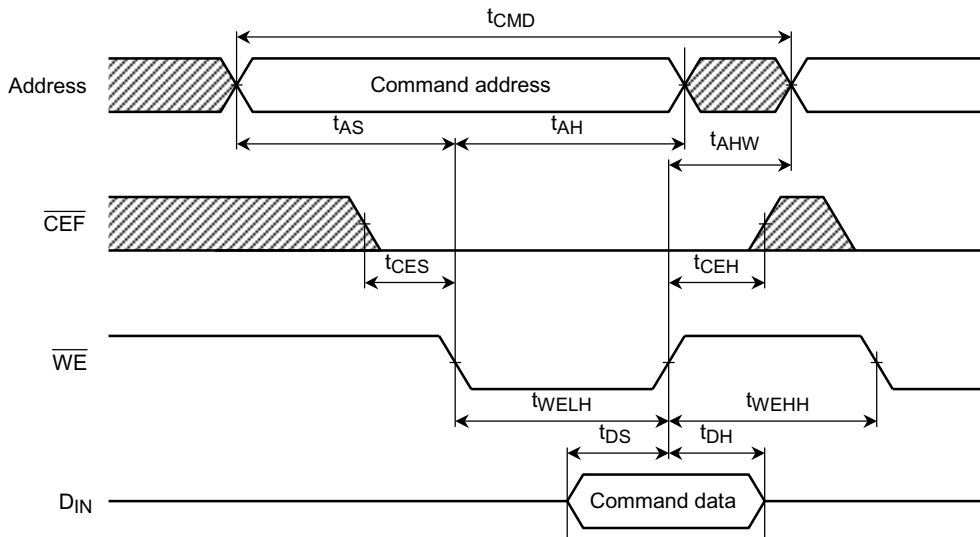 tCMD
Address
Command address
tAS
tAH
tAHW
CEF
tCES
tCEH
WE
tWELH
tWEHH
tDS
tDH
DIN
Command data